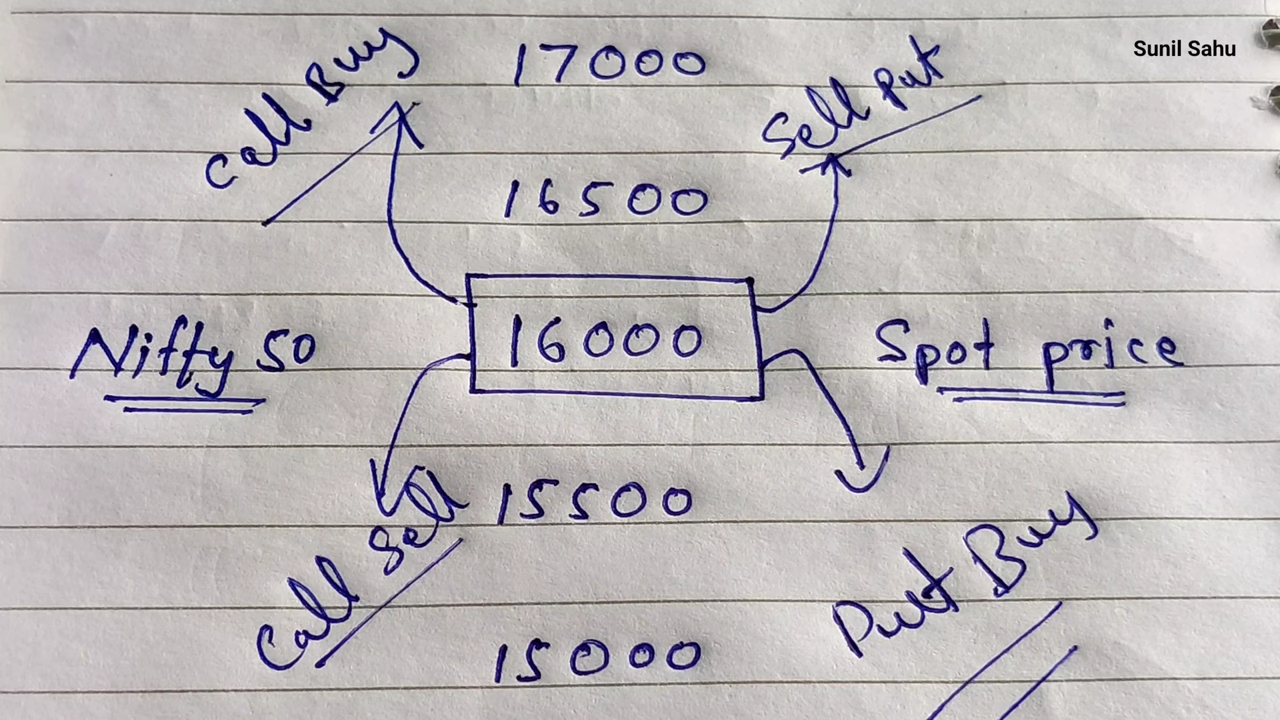 Sunil Sahu
Call Buy
17000
Sell Put
16500
Nifty 50
16000
Spot price
Call Sell
15500
Put Buy
15000